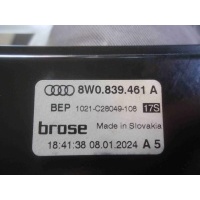 8W0.839.461 A
BEP 1021-C28049-108 17S
brose Made in Slovakia
18:41:38 08.01.2024 A 5